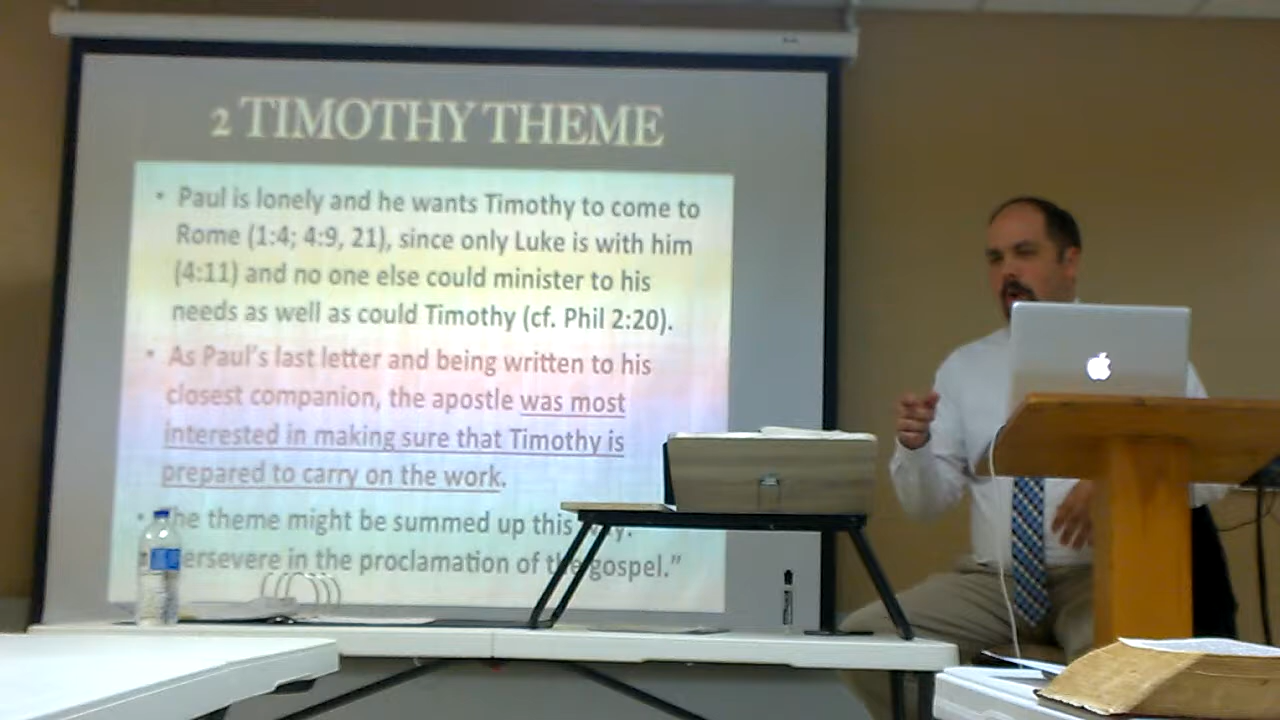 2 TIMOTHY THEME
• Paul is lonely and he wants Timothy to come to
Rome (1:4; 4:9, 21), since only Luke is with him
(4:11) and no one else could minister to his
needs as well as could Timothy (cf. Phil 2:20).
• As Paul's last letter and being written to his
closest companion, the apostle was most
interested in making sure that Timothy is
prepared to carry on the work.
• The theme might be summed up this
ersevere in the proclamation of the gospel.”